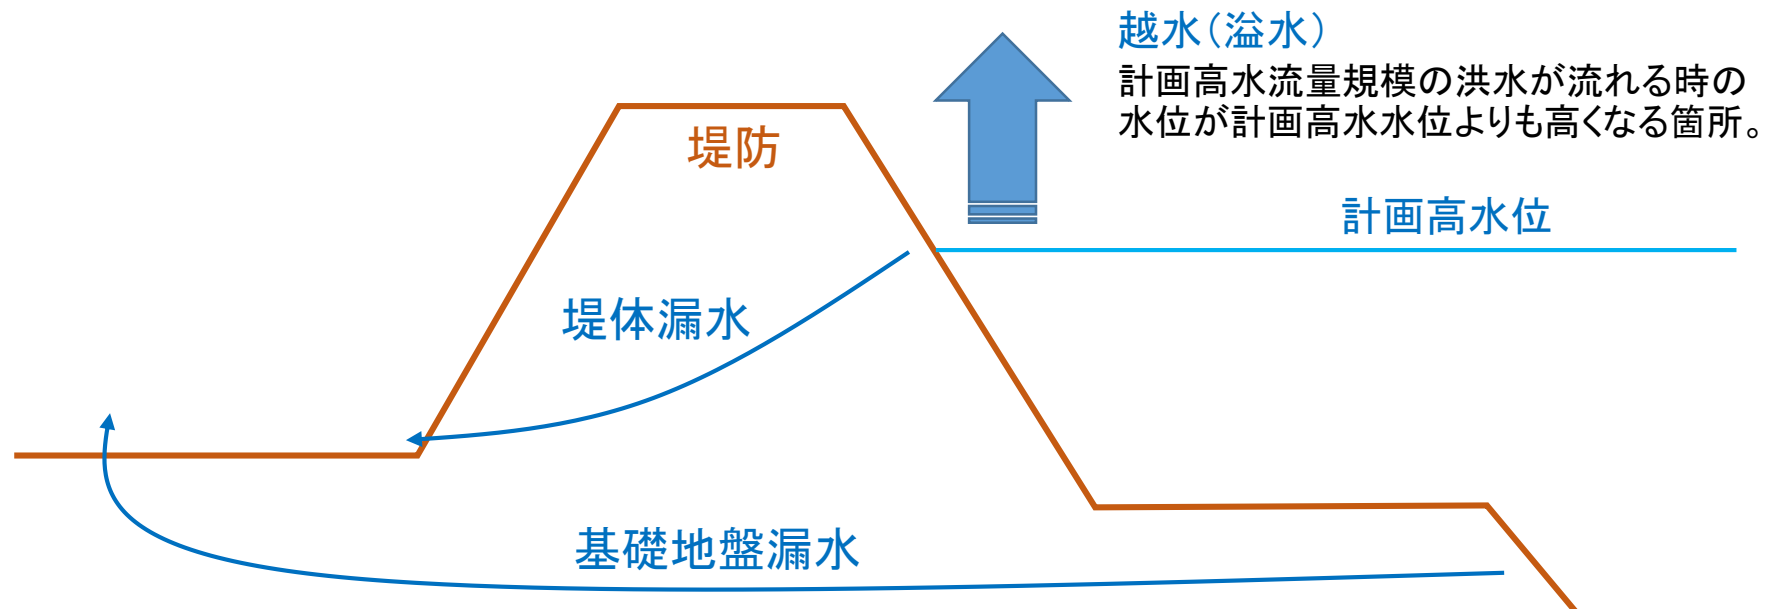 越水(溢水)
計画高水流量規模の洪水が流れる時の
水位が計画高水水位よりも高くなる箇所。
堤防
計画高水位
堤体漏水
基礎地盤漏水